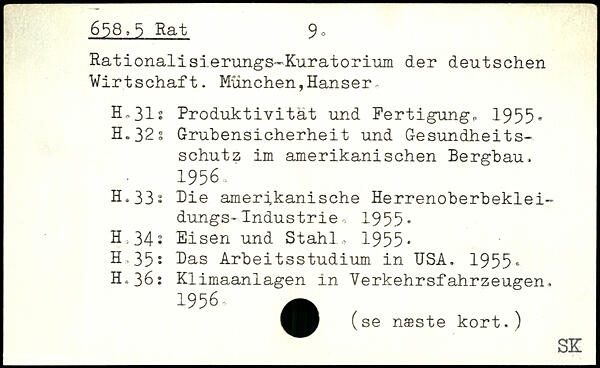 658.5 Rat 9.
Rationalisierungs-Kuratorium der deutschen
Wirtschaft. München,Hanser.
H.31: Produktivität und Fertigung. 1955.
H.32: Grubensicherheit und Gesundheits-
schutz im amerikanischen Bergbau.
1956.
H.33: Die amerikanische Herrenoberbeklei-
dungs-Industrie. 1955.
H.34: Eisen und Stahl. 1955.
H.35: Das Arbeitsstudium in USA. 1955.
H.36: Klimaanlagen in Verkehrsfahrzeugen.
1956.
(se næste kort.)
SK